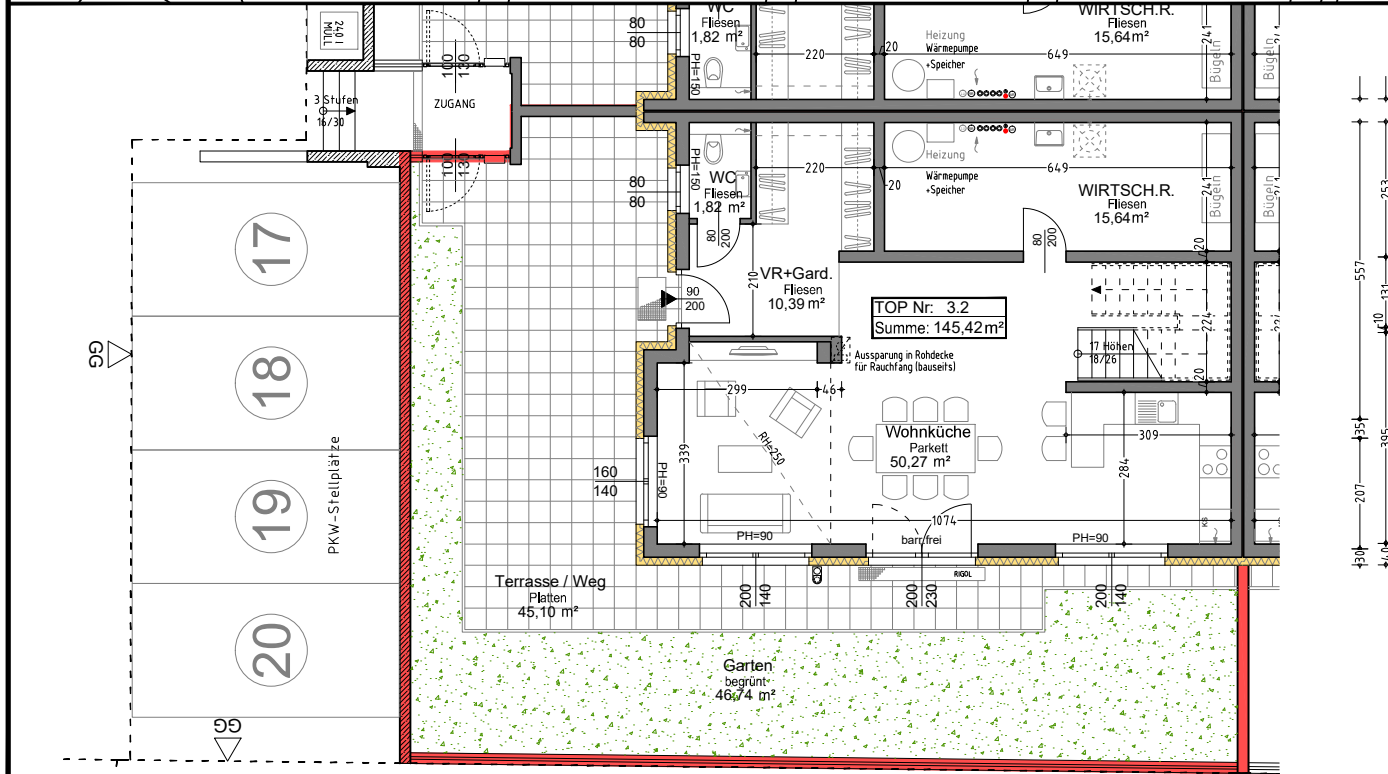 240 l
MÜLL
3 Stufen
16/30
ZUGANG
100
130
100
130
80
80
WC
Fliesen
1,82 m²
PH=150
220
20
Heizung
Wärmepumpe
+Speicher
649
WIRTSCH.R.
Fliesen
15,64m²
241
Bügeln
Bügeln
80
80
PH=150
WC
Fliesen
1,82 m²
220
20
Heizung
Wärmepumpe
+Speicher
649
WIRTSCH.R.
Fliesen
15,64m²
241
20
Bügeln
Bügeln
80
200
80
200
210
VR+Gard.
Fliesen
10,39 m²
90
200
TOP Nr: 3.2
Summe: 145,42m²
Aussparung in Rohdecke
für Rauchfang (bauseits)
17 Höhen
18/26
224
20
299
46
339
RH=250
Wohnküche
Parkett
50,27 m²
309
284
160
140
PH=90
1074
PH=90
barr.frei
PH=90
KS
RIGOL
200
140
200
230
200
140
Terrasse / Weg
Platten
45,10 m²
Garten
begrünt
46,74 m²
17
18
19
20
PKW-Stellplätze
GG
GG
253
557
131
10
351
395
207
30
40